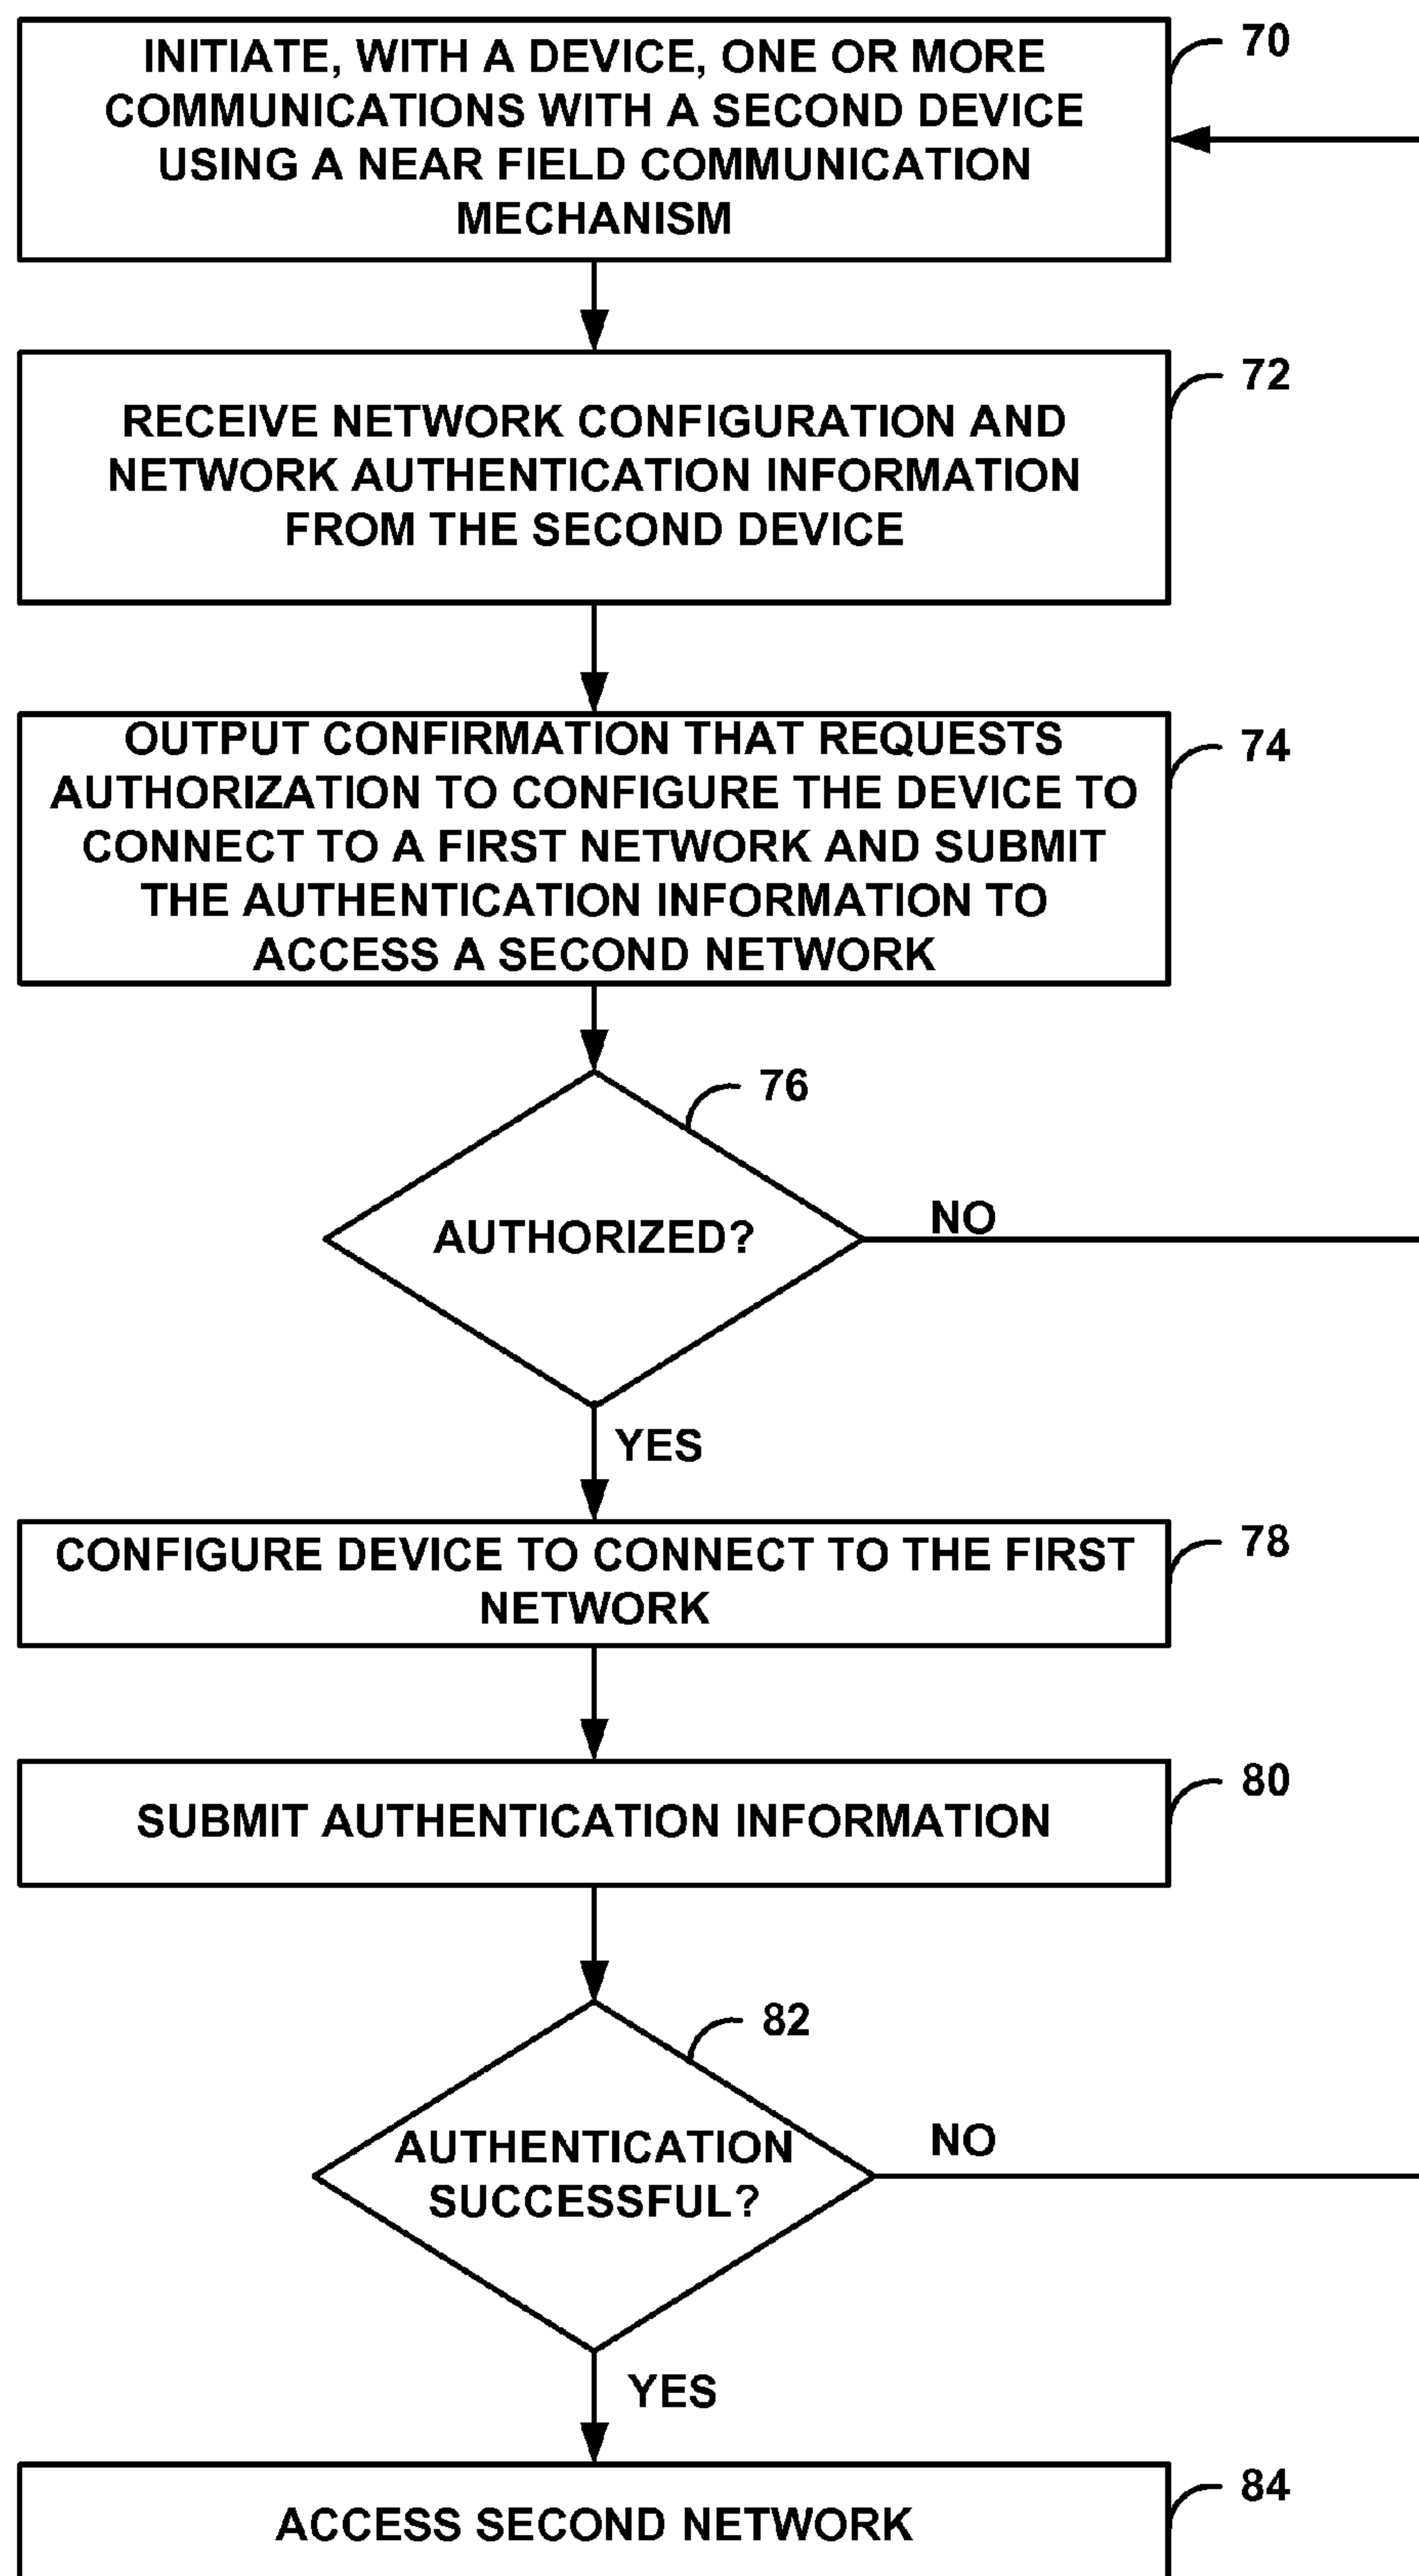 INITIATE, WITH A DEVICE, ONE OR MORE
COMMUNICATIONS WITH A SECOND DEVICE
USING A NEAR FIELD COMMUNICATION
MECHANISM
70
RECEIVE NETWORK CONFIGURATION AND
NETWORK AUTHENTICATION INFORMATION
FROM THE SECOND DEVICE
72
OUTPUT CONFIRMATION THAT REQUESTS
AUTHORIZATION TO CONFIGURE THE DEVICE TO
CONNECT TO A FIRST NETWORK AND SUBMIT
THE AUTHENTICATION INFORMATION TO
ACCESS A SECOND NETWORK
74
76
AUTHORIZED?
NO
YES
CONFIGURE DEVICE TO CONNECT TO THE FIRST
NETWORK
78
SUBMIT AUTHENTICATION INFORMATION
80
82
AUTHENTICATION
SUCCESSFUL?
NO
YES
ACCESS SECOND NETWORK
84